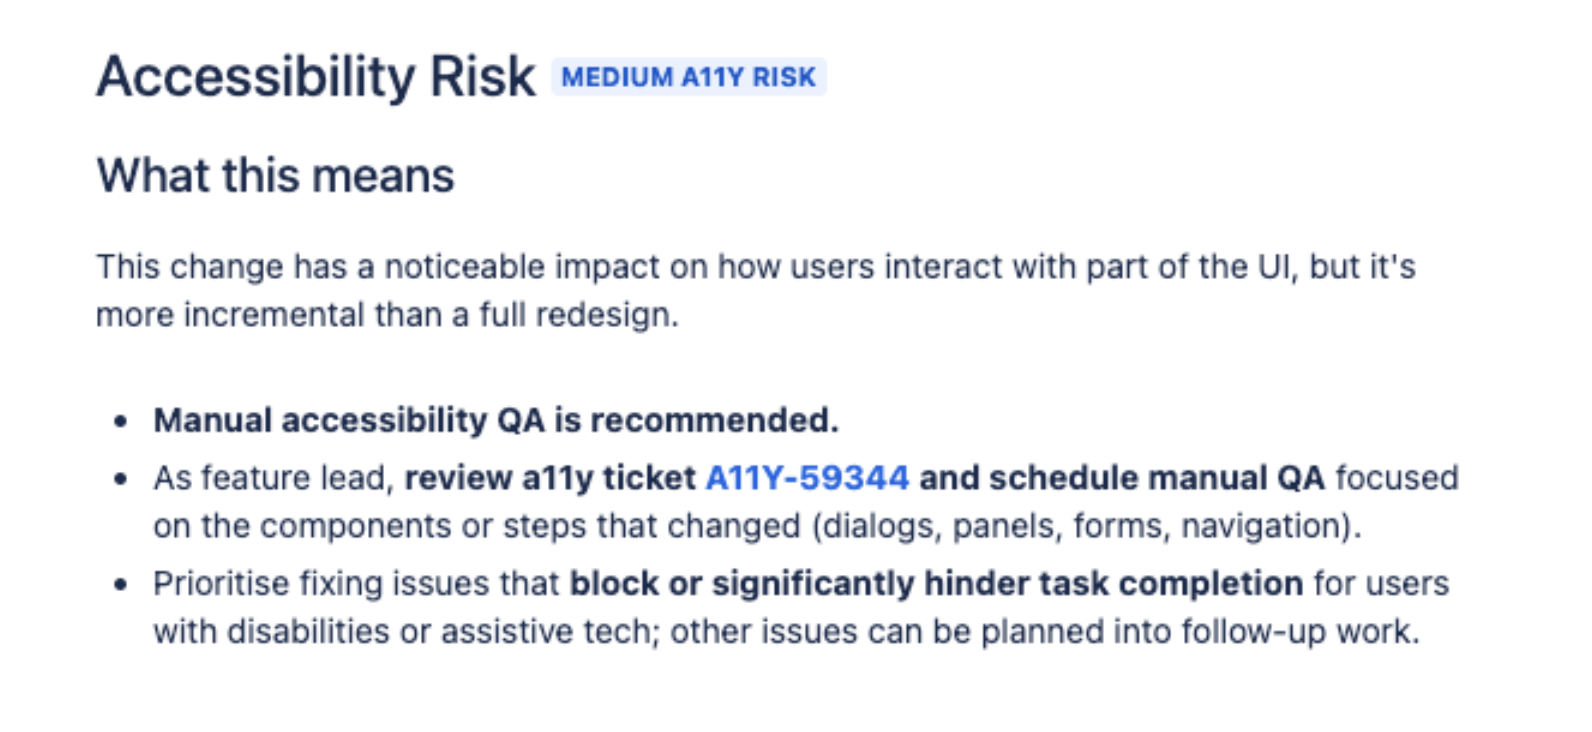 Accessibility Risk MEDIUM A11Y RISK
What this means
This change has a noticeable impact on how users interact with part of the UI, but it's
more incremental than a full redesign.
• Manual accessibility QA is recommended.
• As feature lead, review a11y ticket A11Y-59344 and schedule manual QA focused
on the components or steps that changed (dialogs, panels, forms, navigation).
• Prioritise fixing issues that block or significantly hinder task completion for users
with disabilities or assistive tech; other issues can be planned into follow-up work.